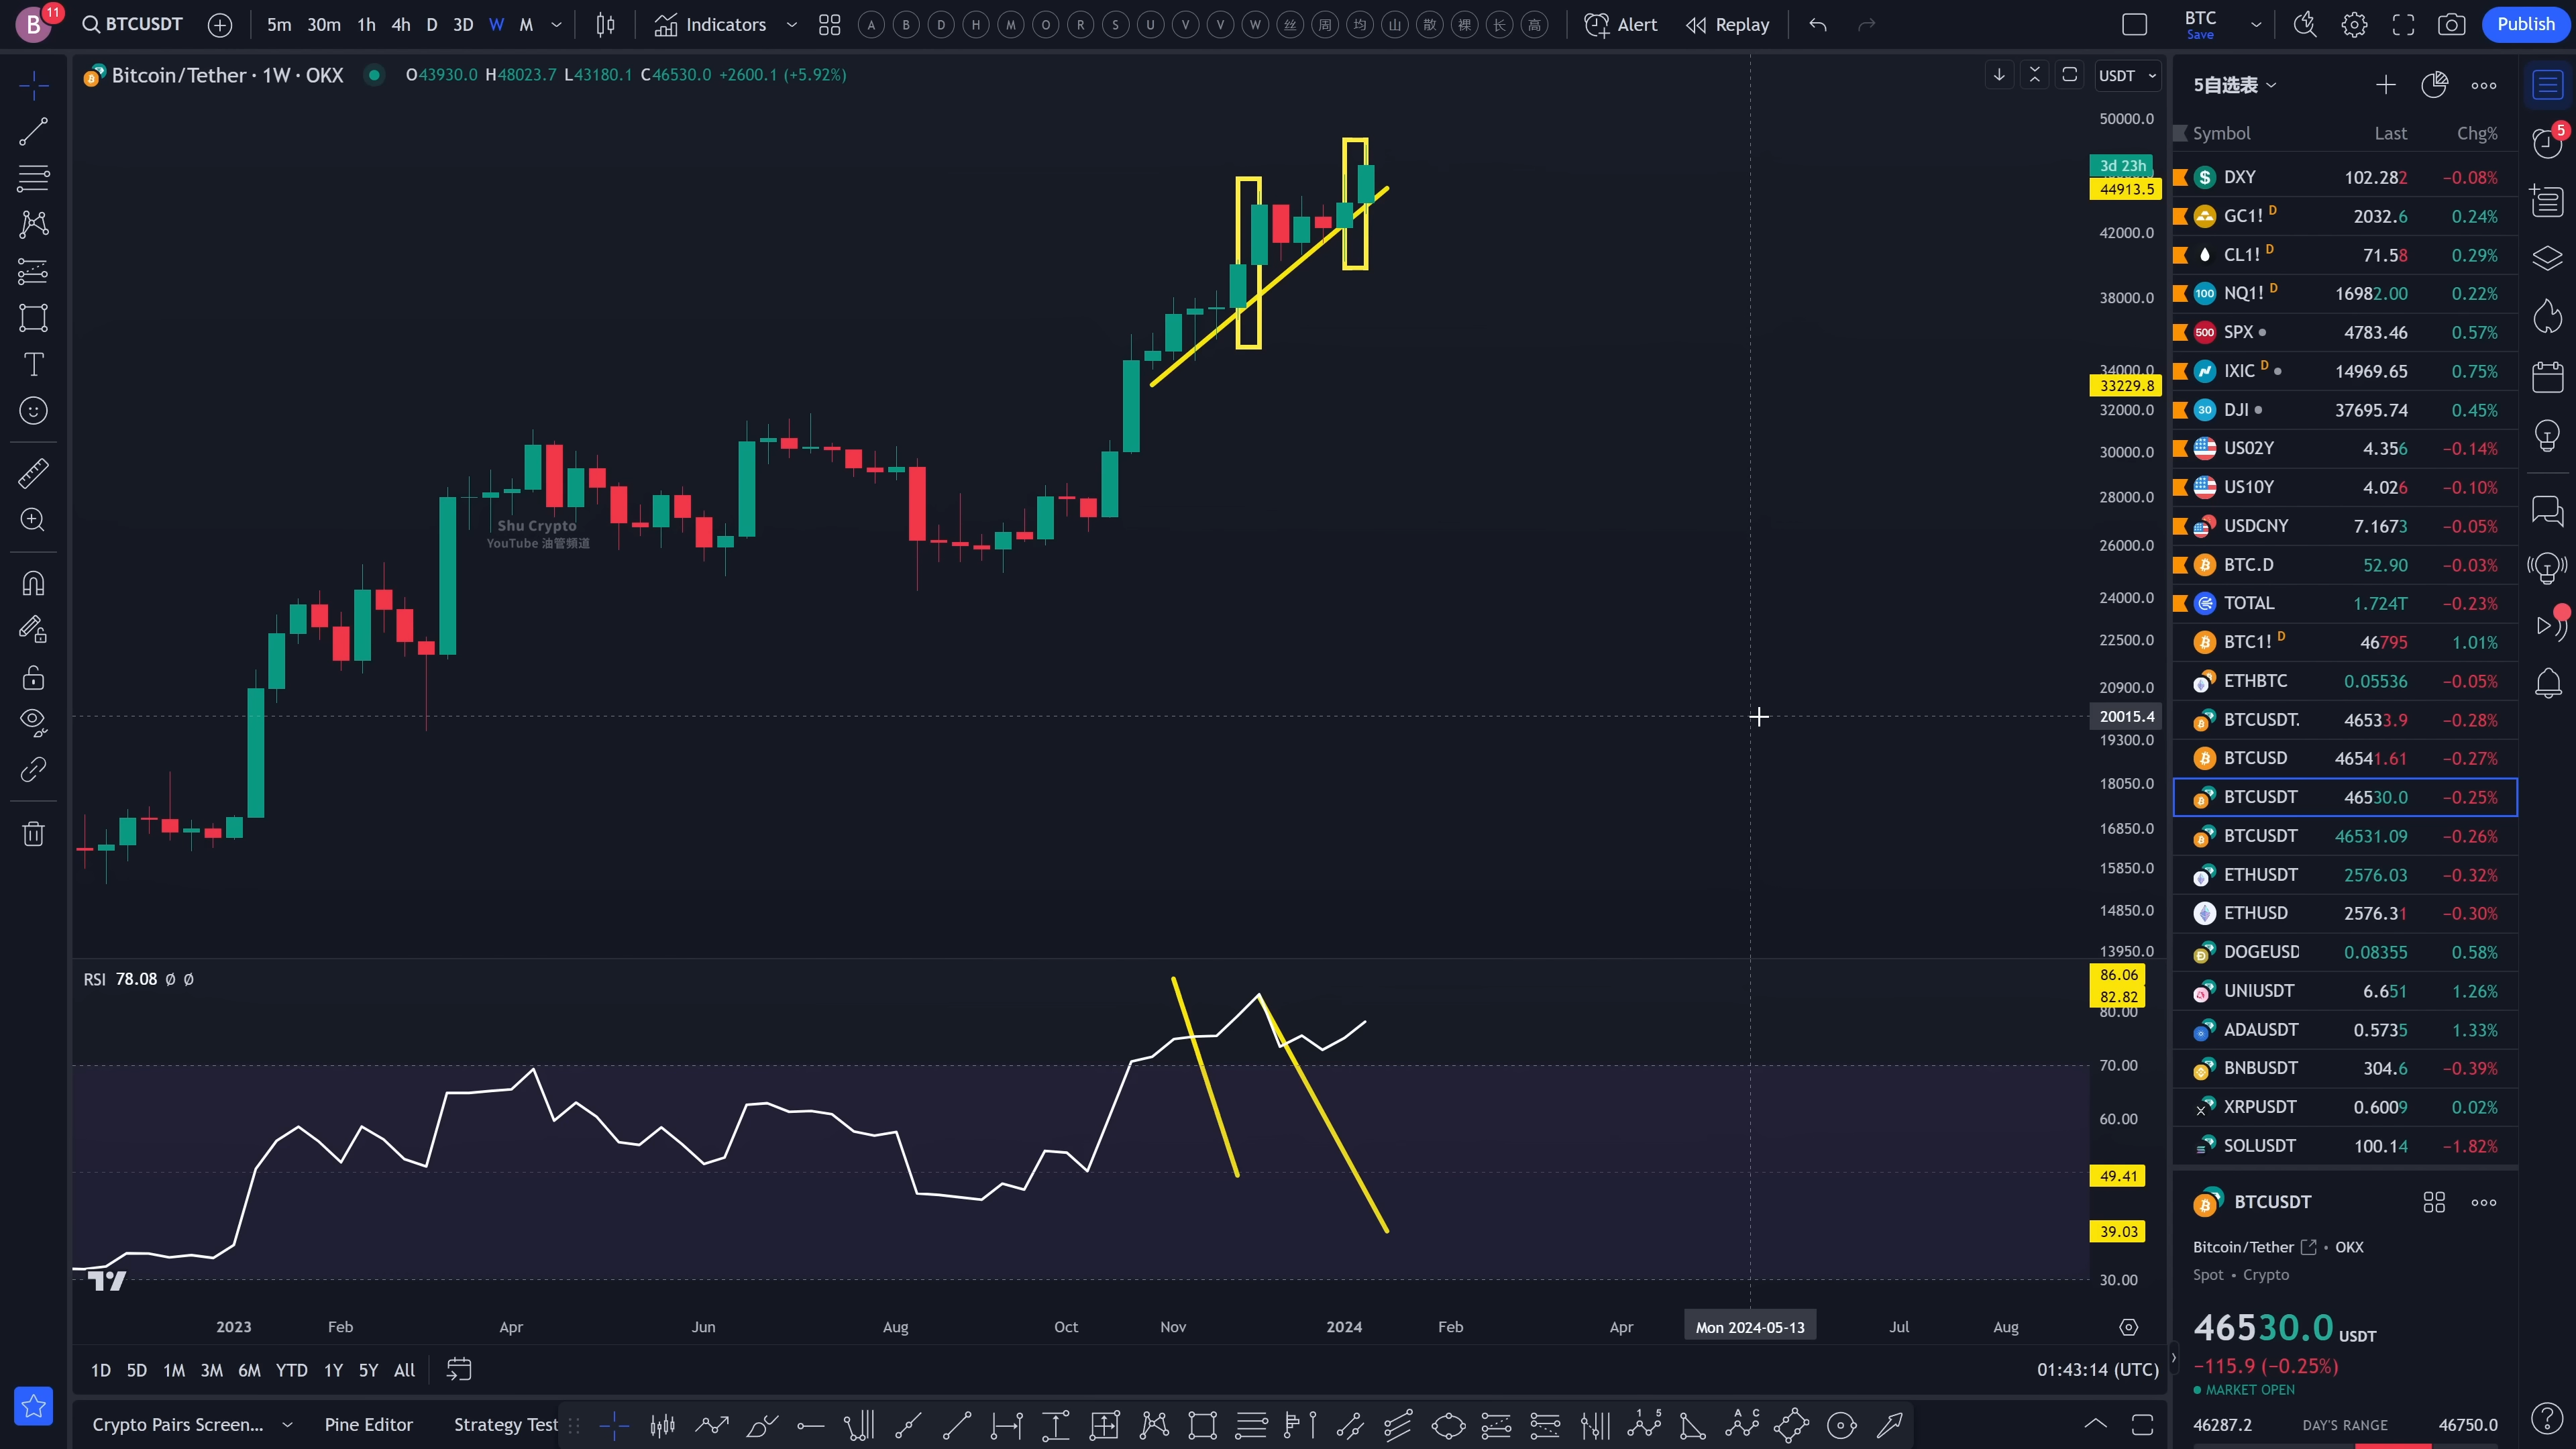 B 11 BTCUSDT 5m 30m 1h 4h D 3D W M Indicators A B D H M O R S U V V W 丝 周 均 山 散 裸 长 高 Alert Replay BTC Save Publish
Bitcoin/Tether · 1W · OKX O43930.0 H48023.7 L43180.1 C46530.0 +2600.1 (+5.92%)
USDT
50000.0
3d 23h
44913.5
42000.0
38000.0
34000.0
33229.8
32000.0
30000.0
28000.0
26000.0
24000.0
22500.0
20900.0
20015.4
19300.0
18050.0
16850.0
15850.0
14850.0
13950.0
Shu Crypto
YouTube 油管頻道
RSI 78.08 Ø Ø
86.06
82.82
80.00
70.00
60.00
49.41
39.03
30.00
2023 Feb Apr Jun Aug Oct Nov 2024 Feb Apr Mon 2024-05-13 Jul Aug
1D 5D 1M 3M 6M YTD 1Y 5Y All 01:43:14 (UTC)
Crypto Pairs Screen... Pine Editor Strategy Test
5自选表
Symbol Last Chg%
DXY 102.282 −0.08%
GC1! D 2032.6 0.24%
CL1! D 71.58 0.29%
100 NQ1! D 16982.00 0.22%
500 SPX 4783.46 0.57%
IXIC D 14969.65 0.75%
30 DJI 37695.74 0.45%
US02Y 4.356 −0.14%
US10Y 4.026 −0.10%
USDCNY 7.1673 −0.05%
BTC.D 52.90 −0.03%
TOTAL 1.724T −0.23%
BTC1! D 46795 1.01%
ETHBTC 0.05536 −0.05%
BTCUSDT. 46533.9 −0.28%
BTCUSD 46541.61 −0.27%
BTCUSDT 46530.0 −0.25%
BTCUSDT 46531.09 −0.26%
ETHUSDT 2576.03 −0.32%
ETHUSD 2576.31 −0.30%
DOGEUSD 0.08355 0.58%
UNIUSDT 6.651 1.26%
ADAUSDT 0.5735 1.33%
BNBUSDT 304.6 −0.39%
XRPUSDT 0.6009 0.02%
SOLUSDT 100.14 −1.82%
BTCUSDT
Bitcoin/Tether • OKX
Spot • Crypto
46530.0 USDT
−115.9 (−0.25%)
MARKET OPEN
46287.2 DAY'S RANGE 46750.0
5